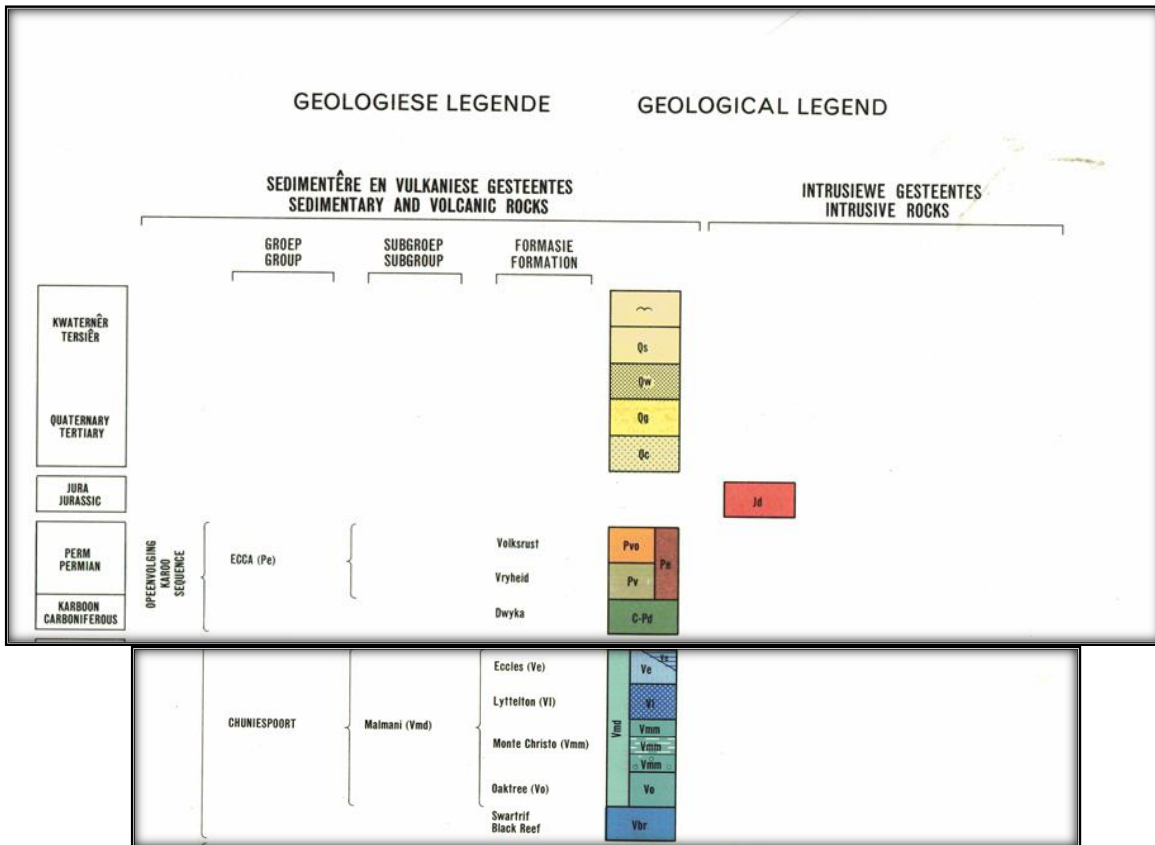 GEOLOGIESE LEGENDE GEOLOGICAL LEGEND
SEDIMENTÊRE EN VULKANIESE GESTEENTES
SEDIMENTARY AND VOLCANIC ROCKS
INTRUSIEWE GESTEENTES
INTRUSIVE ROCKS
GROEP
GROUP
SUBGROEP
SUBGROUP
FORMASIE
FORMATION
KWATERNÊR
TERSIÊR
QUATERNARY
TERTIARY
Qs
Qw
Qg
Qc
JURA
JURASSIC
Jd
PERM
PERMIAN
KARBOON
CARBONIFEROUS
OPEENVOLGING
KAROO
SEQUENCE
ECCA (Pe)
Volksrust
Pvo
Pe
Vryheid
Pv
Dwyka
C-Pd
CHUNIESPOORT
Malmani (Vmd)
Vmd
Eccles (Ve)
Ve
Lyttelton (Vl)
Vl
Monte Christo (Vmm)
Vmm
Vmm
Vmm
Oaktree (Vo)
Vo
Swartrif
Black Reef
Vbr